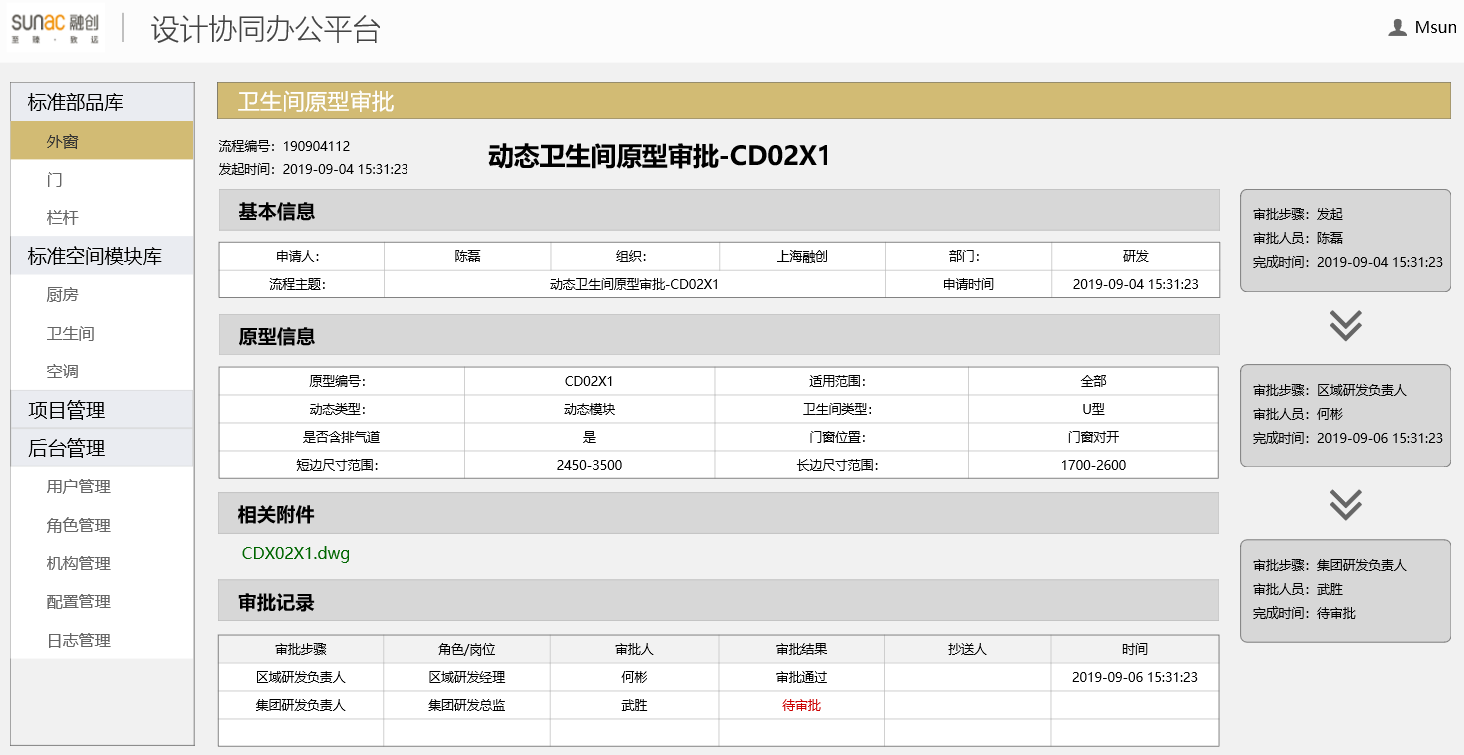 sunac 融创
至臻·致远
设计协同办公平台
Msun
标准部品库
外窗
门
栏杆
标准空间模块库
厨房
卫生间
空调
项目管理
后台管理
用户管理
角色管理
机构管理
配置管理
日志管理
卫生间原型审批
流程编号：190904112
发起时间：2019-09-04 15:31:23
动态卫生间原型审批-CD02X1
基本信息
申请人： 陈磊 组织： 上海融创 部门： 研发
流程主题： 动态卫生间原型审批-CD02X1 申请时间 2019-09-04 15:31:23
原型信息
原型编号： CD02X1 适用范围： 全部
动态类型： 动态模块 卫生间类型： U型
是否含排气道 是 门窗位置： 门窗对开
短边尺寸范围： 2450-3500 长边尺寸范围： 1700-2600
相关附件
CDX02X1.dwg
审批记录
审批步骤 角色/岗位 审批人 审批结果 抄送人 时间
区域研发负责人 区域研发经理 何彬 审批通过 2019-09-06 15:31:23
集团研发负责人 集团研发总监 武胜 待审批
审批步骤：发起
审批人员：陈磊
完成时间：2019-09-04 15:31:23
审批步骤：区域研发负责人
审批人员：何彬
完成时间：2019-09-06 15:31:23
审批步骤：集团研发负责人
审批人员：武胜
完成时间：待审批